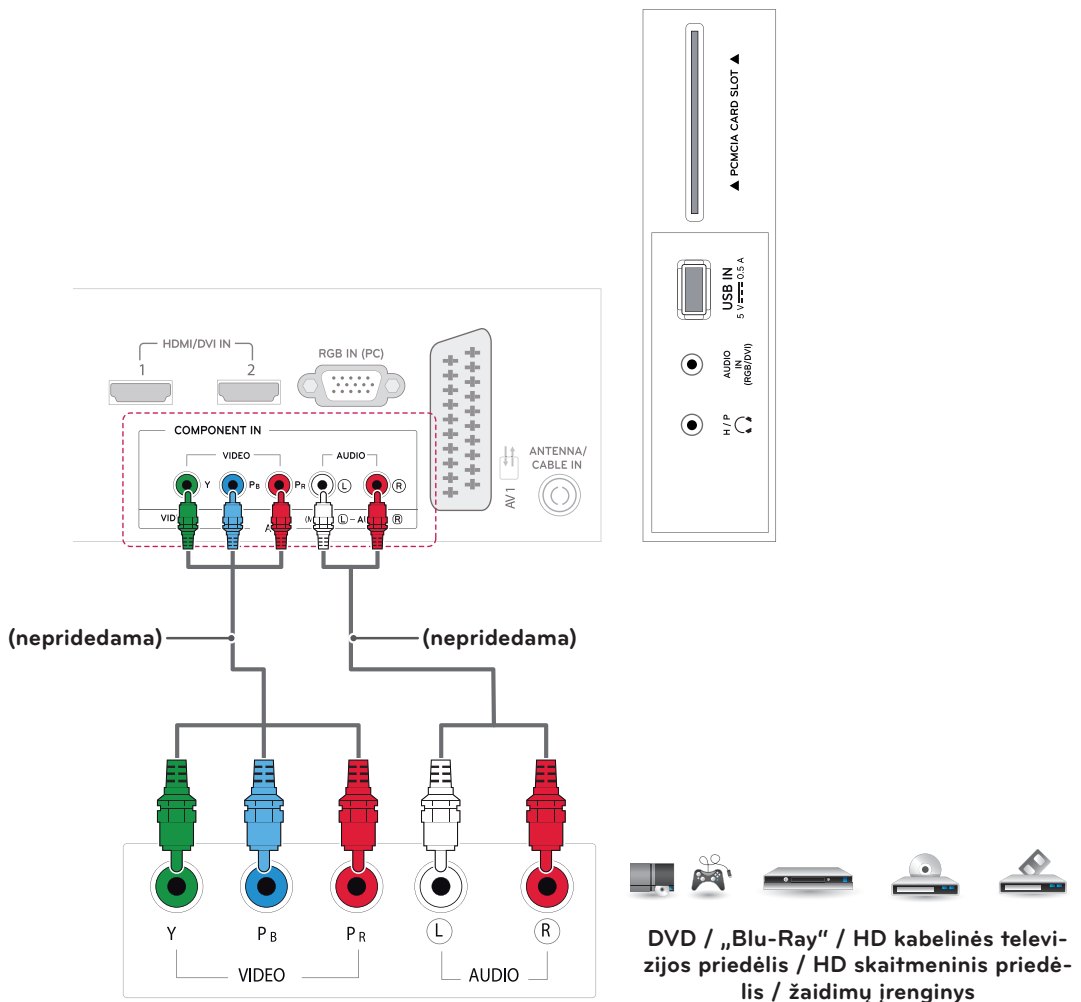 ▲ PCMCIA CARD SLOT ▲
USB IN
5 V 0.5 A
AUDIO
IN
(RGB/DVI)
H / P
HDMI/DVI IN
1
2
RGB IN (PC)
COMPONENT IN
VIDEO
AUDIO
Y
PB
PR
L
R
L
AV 1
ANTENNA/
CABLE IN
R
(nepridedama)
(nepridedama)
Y
PB
PR
L
R
VIDEO
AUDIO
DVD / „Blu-Ray“ / HD kabelinės televi-
zijos priedėlis / HD skaitmeninis priedė-
lis / žaidimų įrenginys